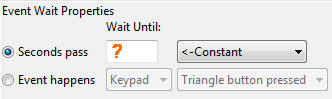 Event Wait Properties
Wait Until:
Seconds pass ? <-Constant
Event happens Keypad Triangle button pressed